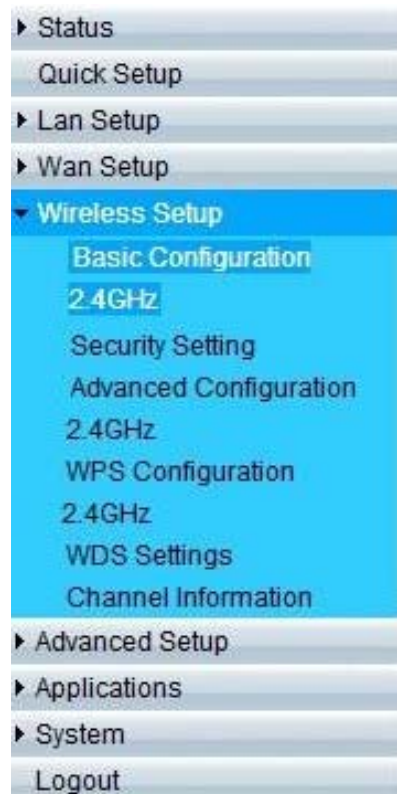 Status
Quick Setup
Lan Setup
Wan Setup
Wireless Setup
Basic Configuration
2.4GHz
Security Setting
Advanced Configuration
2.4GHz
WPS Configuration
2.4GHz
WDS Settings
Channel Information
Advanced Setup
Applications
System
Logout